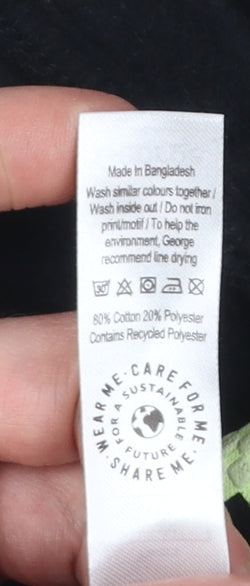 Made In Bangladesh
Wash similar colours together /
Wash inside out / Do not iron
print/motif / To help the
environment, George
recommend line drying
80% Cotton 20% Polyester
Contains Recycled Polyester
WEAR ME · CARE FOR ME · SHARE ME ·
FOR A SUSTAINABLE FUTURE